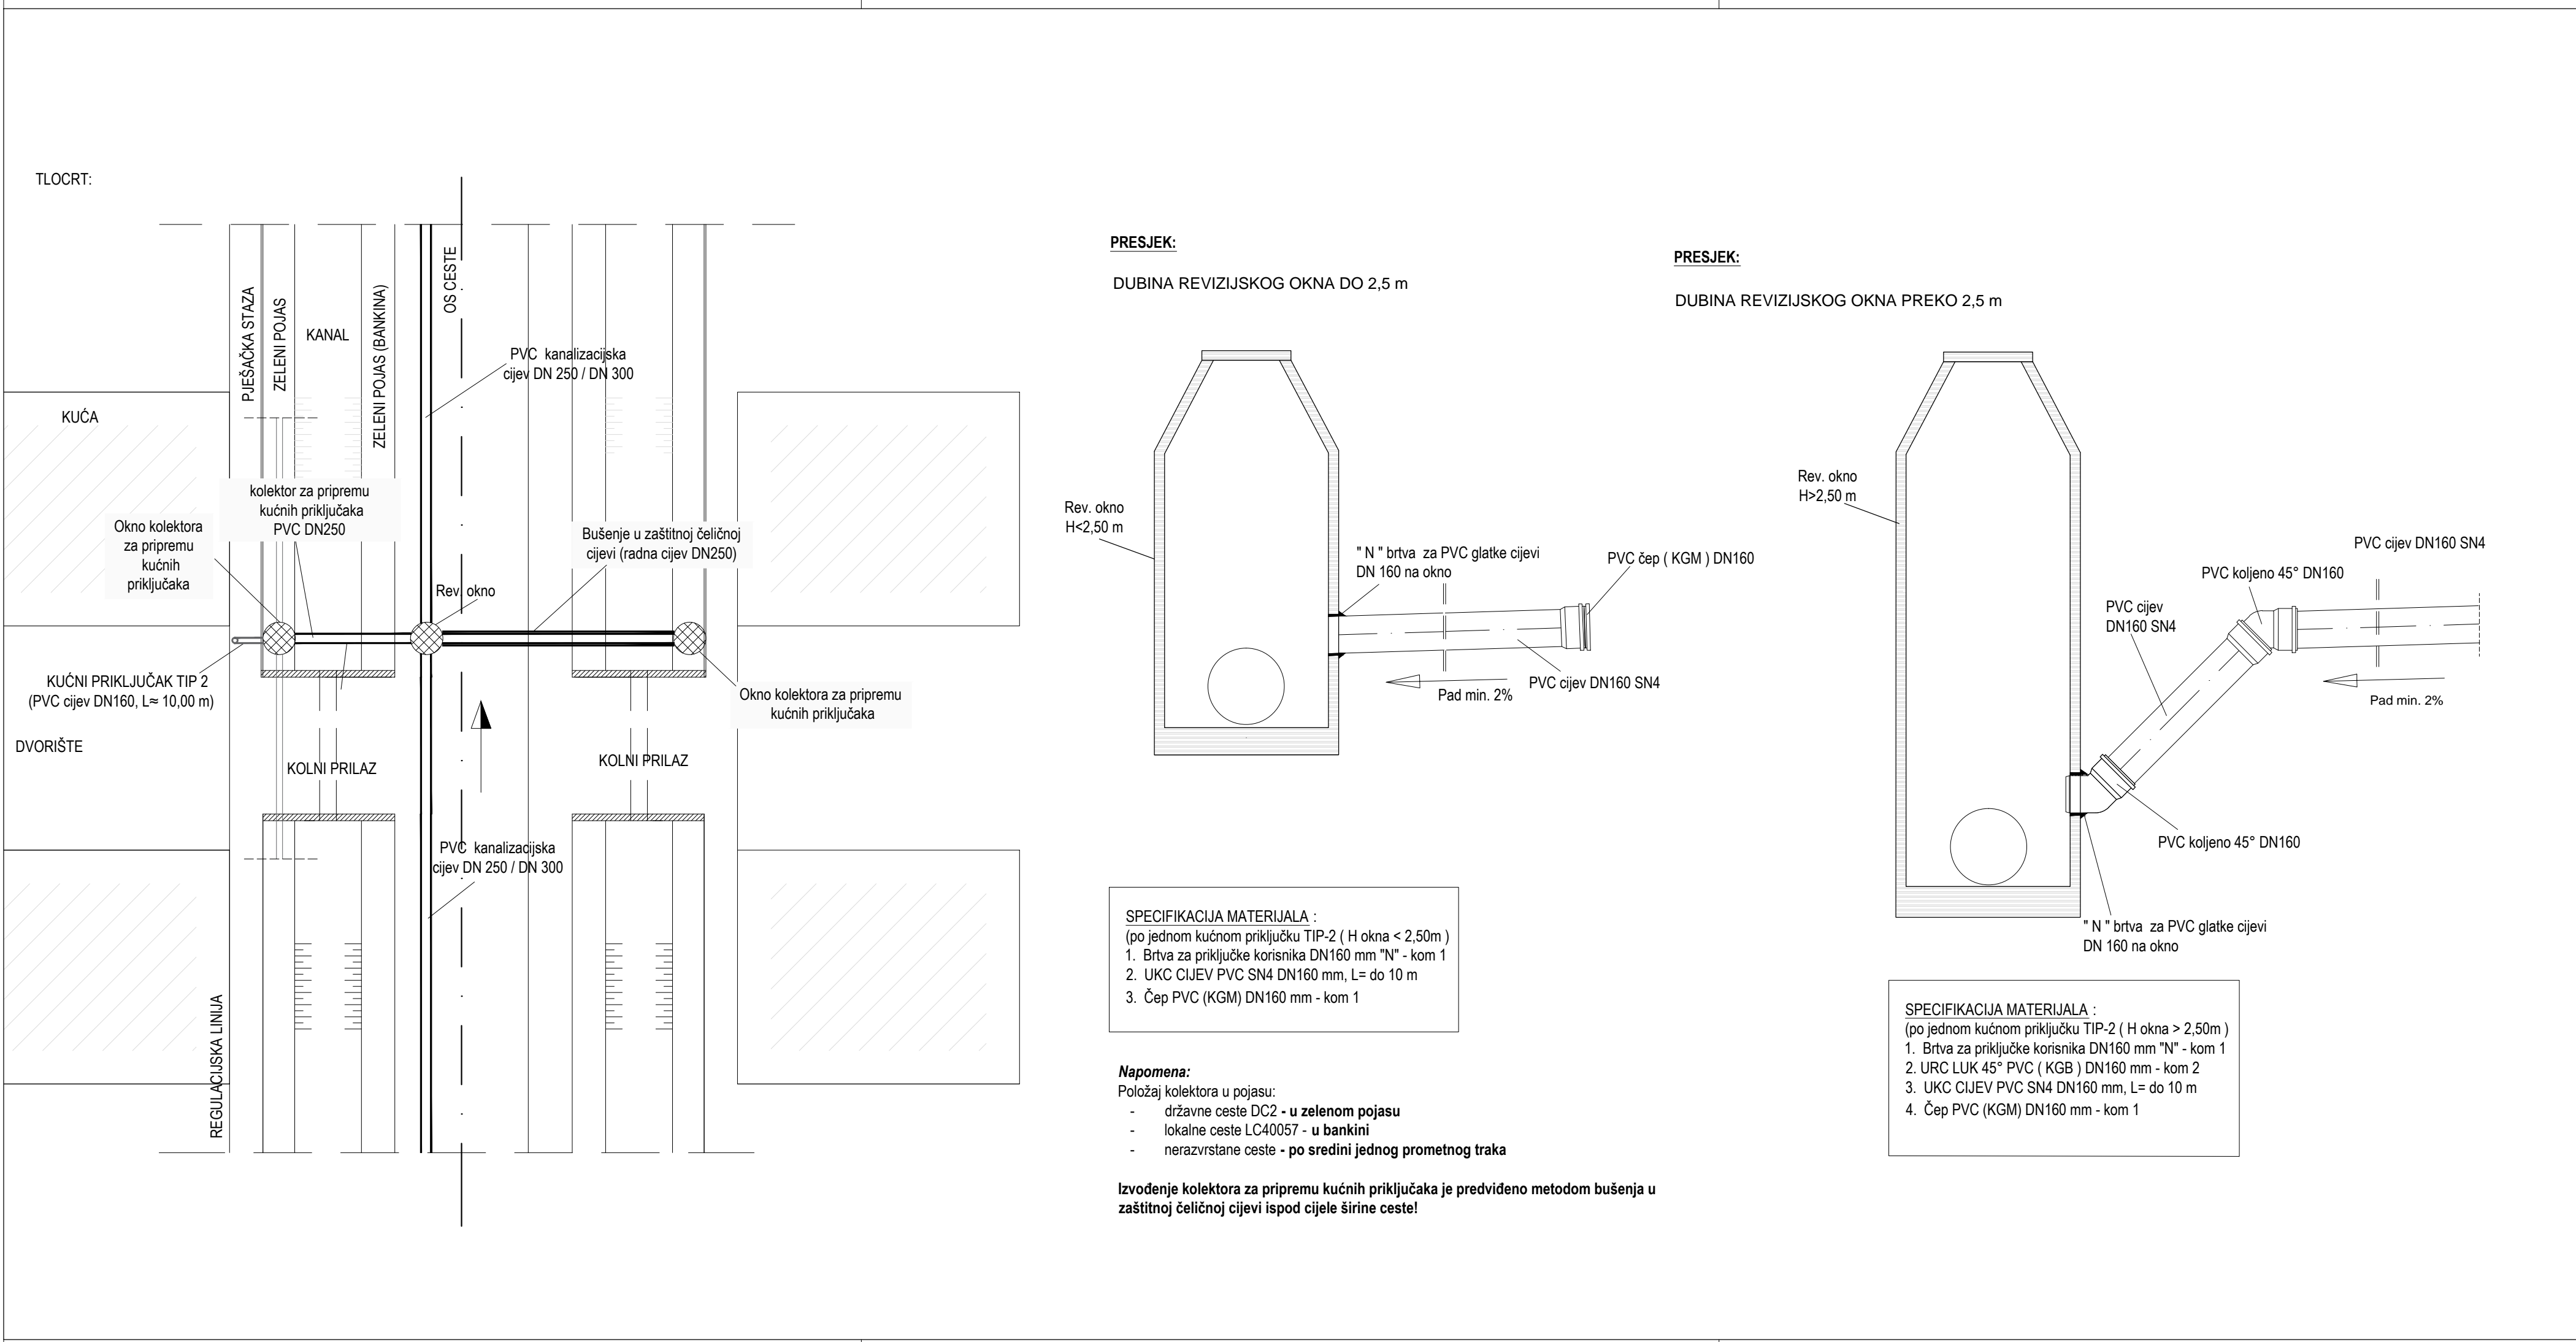 TLOCRT:
PJEŠAČKA STAZA
ZELENI POJAS
KANAL
ZELENI POJAS (BANKINA)
OS CESTE
PVC kanalizacijska
cijev DN 250 / DN 300
KUĆA
kolektor za pripremu
kućnih priključaka
PVC DN250
Okno kolektora
za pripremu
kućnih
priključaka
Bušenje u zaštitnoj čeličnoj
cijevi (radna cijev DN250)
Rev. okno
KUĆNI PRIKLJUČAK TIP 2
(PVC cijev DN160, L≈ 10,00 m)
Okno kolektora za pripremu
kućnih priključaka
DVORIŠTE
KOLNI PRILAZ
KOLNI PRILAZ
PVC kanalizacijska
cijev DN 250 / DN 300
REGULACIJSKA LINIJA
PRESJEK:
DUBINA REVIZIJSKOG OKNA DO 2,5 m
Rev. okno
H<2,50 m
" N " brtva za PVC glatke cijevi
DN 160 na okno
PVC čep ( KGM ) DN160
PVC cijev DN160 SN4
Pad min. 2%
SPECIFIKACIJA MATERIJALA :
(po jednom kućnom priključku TIP-2 ( H okna < 2,50m )
1. Brtva za priključke korisnika DN160 mm "N" - kom 1
2. UKC CIJEV PVC SN4 DN160 mm, L= do 10 m
3. Čep PVC (KGM) DN160 mm - kom 1
Napomena:
Položaj kolektora u pojasu:
- državne ceste DC2 - u zelenom pojasu
- lokalne ceste LC40057 - u bankini
- nerazvrstane ceste - po sredini jednog prometnog traka
Izvođenje kolektora za pripremu kućnih priključaka je predviđeno metodom bušenja u
zaštitnoj čeličnoj cijevi ispod cijele širine ceste!
PRESJEK:
DUBINA REVIZIJSKOG OKNA PREKO 2,5 m
Rev. okno
H>2,50 m
PVC cijev DN160 SN4
PVC koljeno 45° DN160
PVC cijev
DN160 SN4
Pad min. 2%
PVC koljeno 45° DN160
" N " brtva za PVC glatke cijevi
DN 160 na okno
SPECIFIKACIJA MATERIJALA :
(po jednom kućnom priključku TIP-2 ( H okna > 2,50m )
1. Brtva za priključke korisnika DN160 mm "N" - kom 1
2. URC LUK 45° PVC ( KGB ) DN160 mm - kom 2
3. UKC CIJEV PVC SN4 DN160 mm, L= do 10 m
4. Čep PVC (KGM) DN160 mm - kom 1